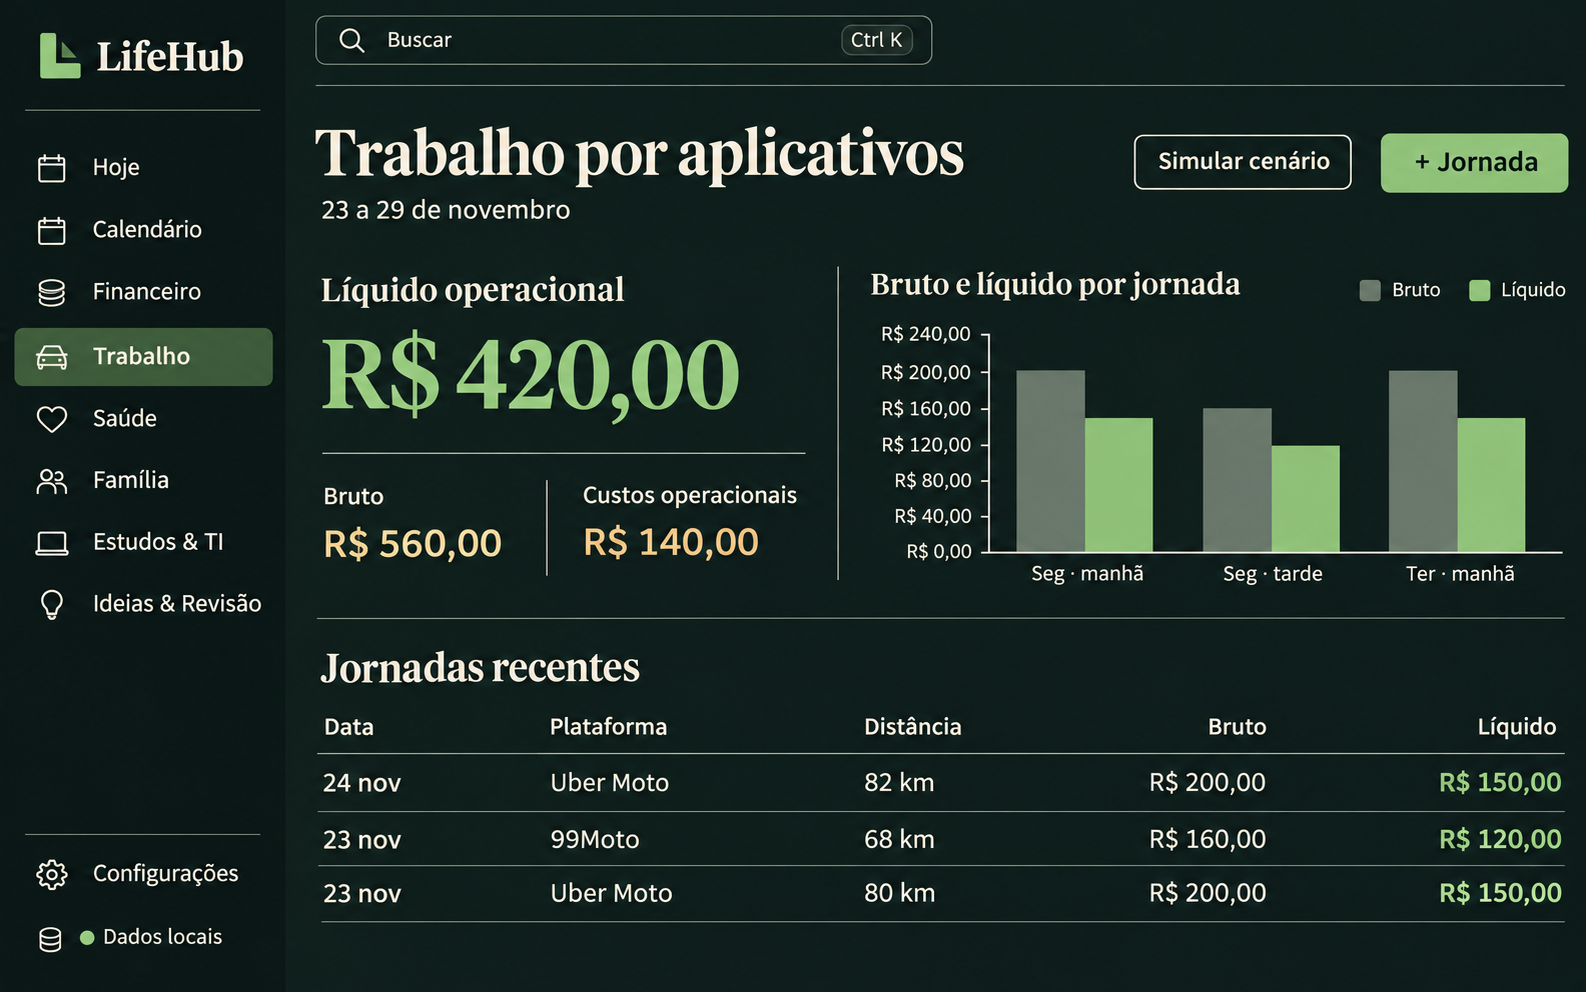 LifeHub
Buscar
Ctrl K
Hoje
Calendário
Financeiro
Trabalho
Saúde
Família
Estudos & TI
Ideias & Revisão
Configurações
Dados locais
Trabalho por aplicativos
23 a 29 de novembro
Simular cenário
+ Jornada
Líquido operacional
R$ 420,00
Bruto
R$ 560,00
Custos operacionais
R$ 140,00
Bruto e líquido por jornada
Bruto
Líquido
R$ 240,00
R$ 200,00
R$ 160,00
R$ 120,00
R$ 80,00
R$ 40,00
R$ 0,00
Seg · manhã
Seg · tarde
Ter · manhã
Jornadas recentes
Data Plataforma Distância Bruto Líquido
24 nov Uber Moto 82 km R$ 200,00 R$ 150,00
23 nov 99Moto 68 km R$ 160,00 R$ 120,00
23 nov Uber Moto 80 km R$ 200,00 R$ 150,00